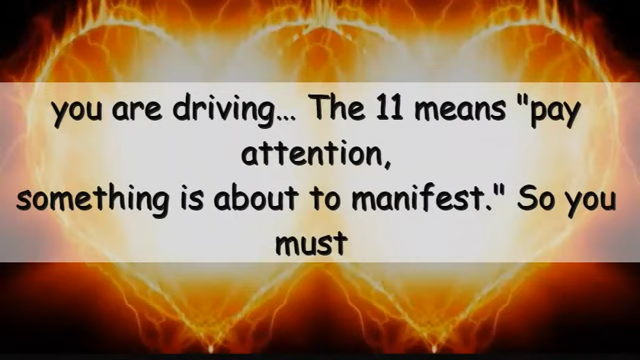 you are driving... The 11 means "pay
attention,
something is about to manifest." So you
must